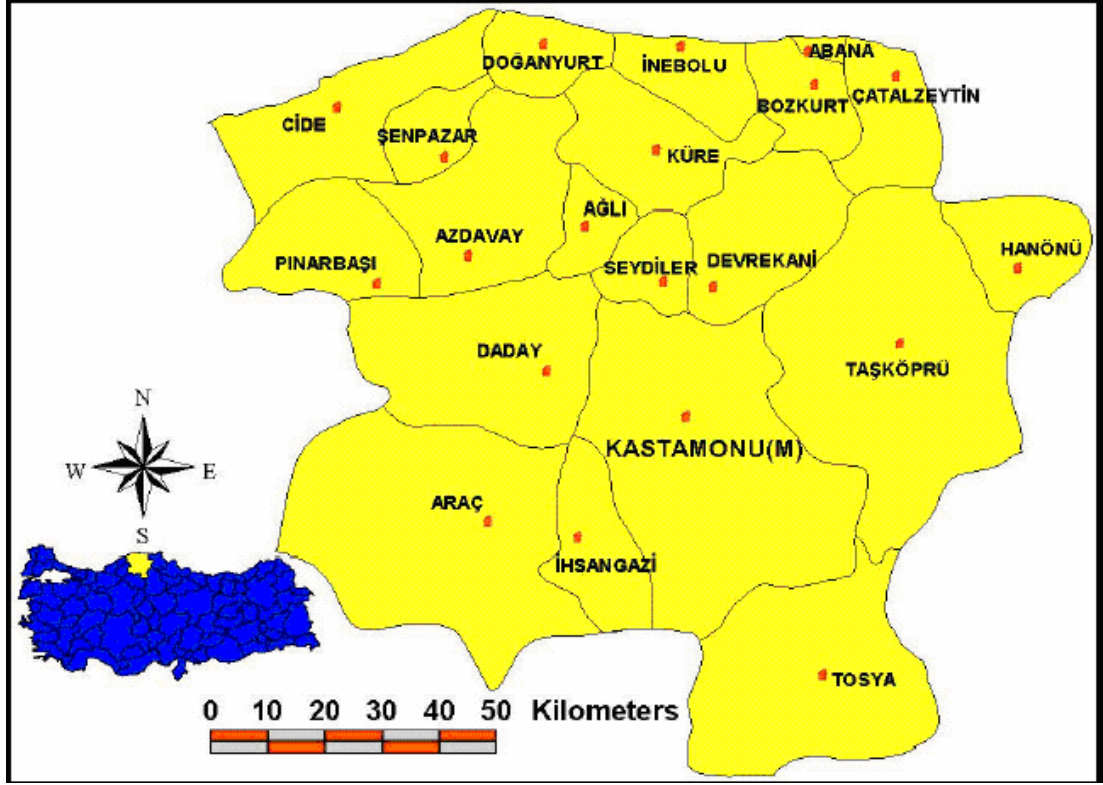 DOĞANYURT
İNEBOLU
ABANA
BOZKURT
ÇATALZEYTİN
CİDE
ŞENPAZAR
KÜRE
AĞLI
AZDAVAY
PINARBAŞI
SEYDİLER
DEVREKANİ
HANÖNÜ
DADAY
TAŞKÖPRÜ
KASTAMONU(M)
ARAÇ
İHSANGAZİ
TOSYA
N
W
E
S
0 10 20 30 40 50 Kilometers